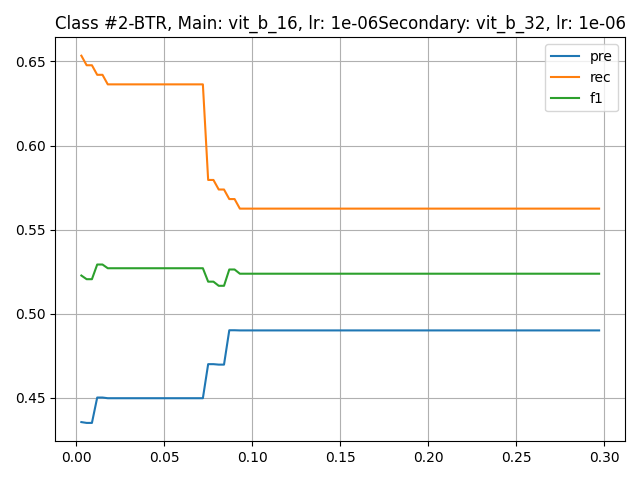 Class #2-BTR, Main: vit_b_16, lr: 1e-06Secondary: vit_b_32, lr: 1e-06
pre
rec
f1
0.65
0.60
0.55
0.50
0.45
0.00 0.05 0.10 0.15 0.20 0.25 0.30